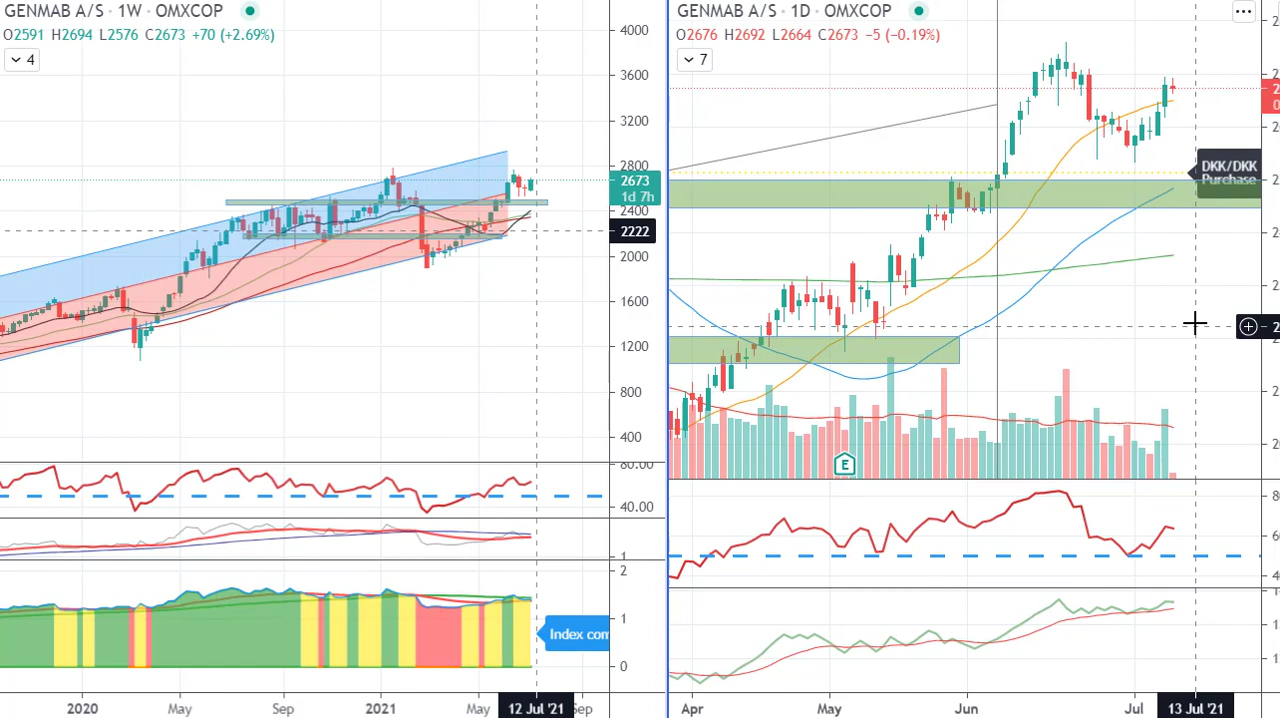 GENMAB A/S · 1W · OMXCOP
O2591 H2694 L2576 C2673 +70 (+2.69%)
4
4000
3600
3200
2800
2673
1d 7h
2400
2222
2000
1600
1200
800
400
80.00
40.00
1
2
1
Index com
0
2020
May
Sep
2021
May
12 Jul '21
Sep
GENMAB A/S · 1D · OMXCOP
O2676 H2692 L2664 C2673 −5 (−0.19%)
7
DKK/DKK
Purchase
E
Apr
May
Jun
Jul
13 Jul '21